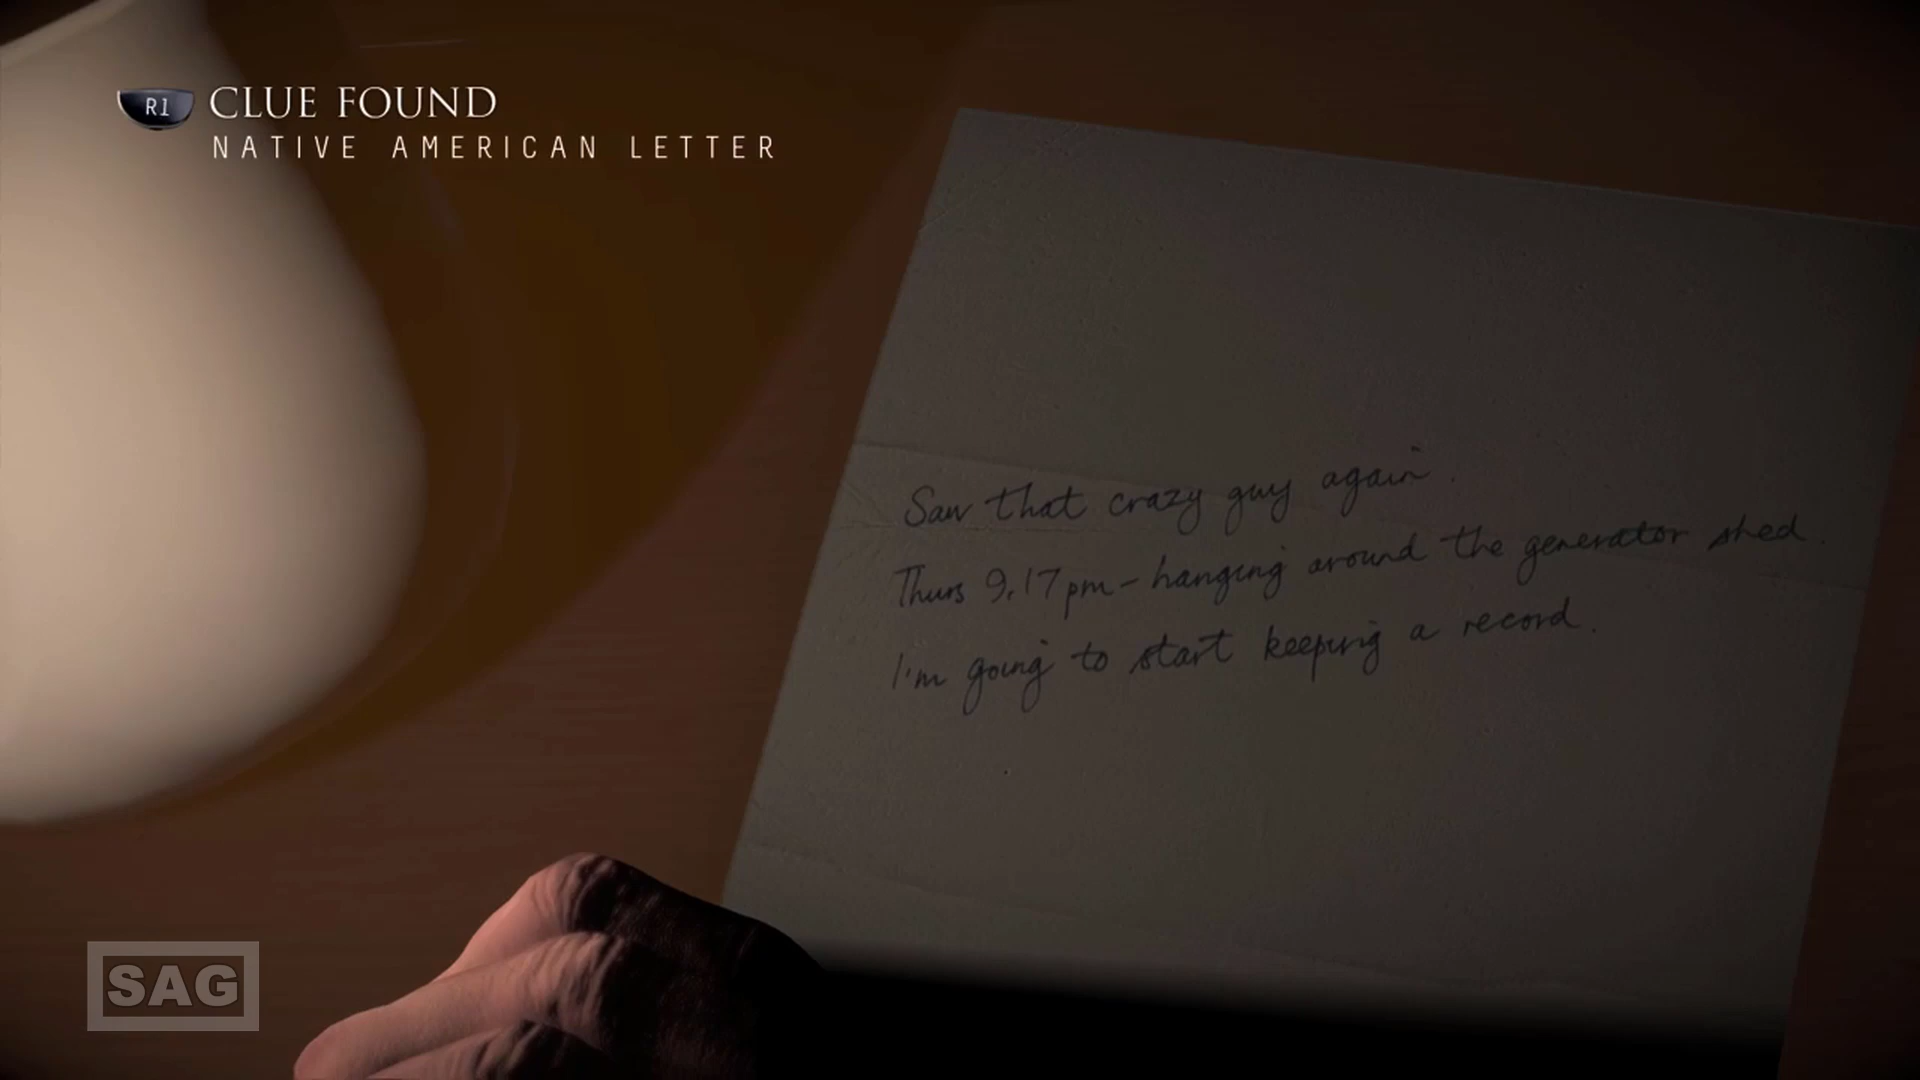 R1 CLUE FOUND
NATIVE AMERICAN LETTER
Saw that crazy guy again.
Thurs 9.17pm - hanging around the generator shed.
I'm going to start keeping a record.
SAG